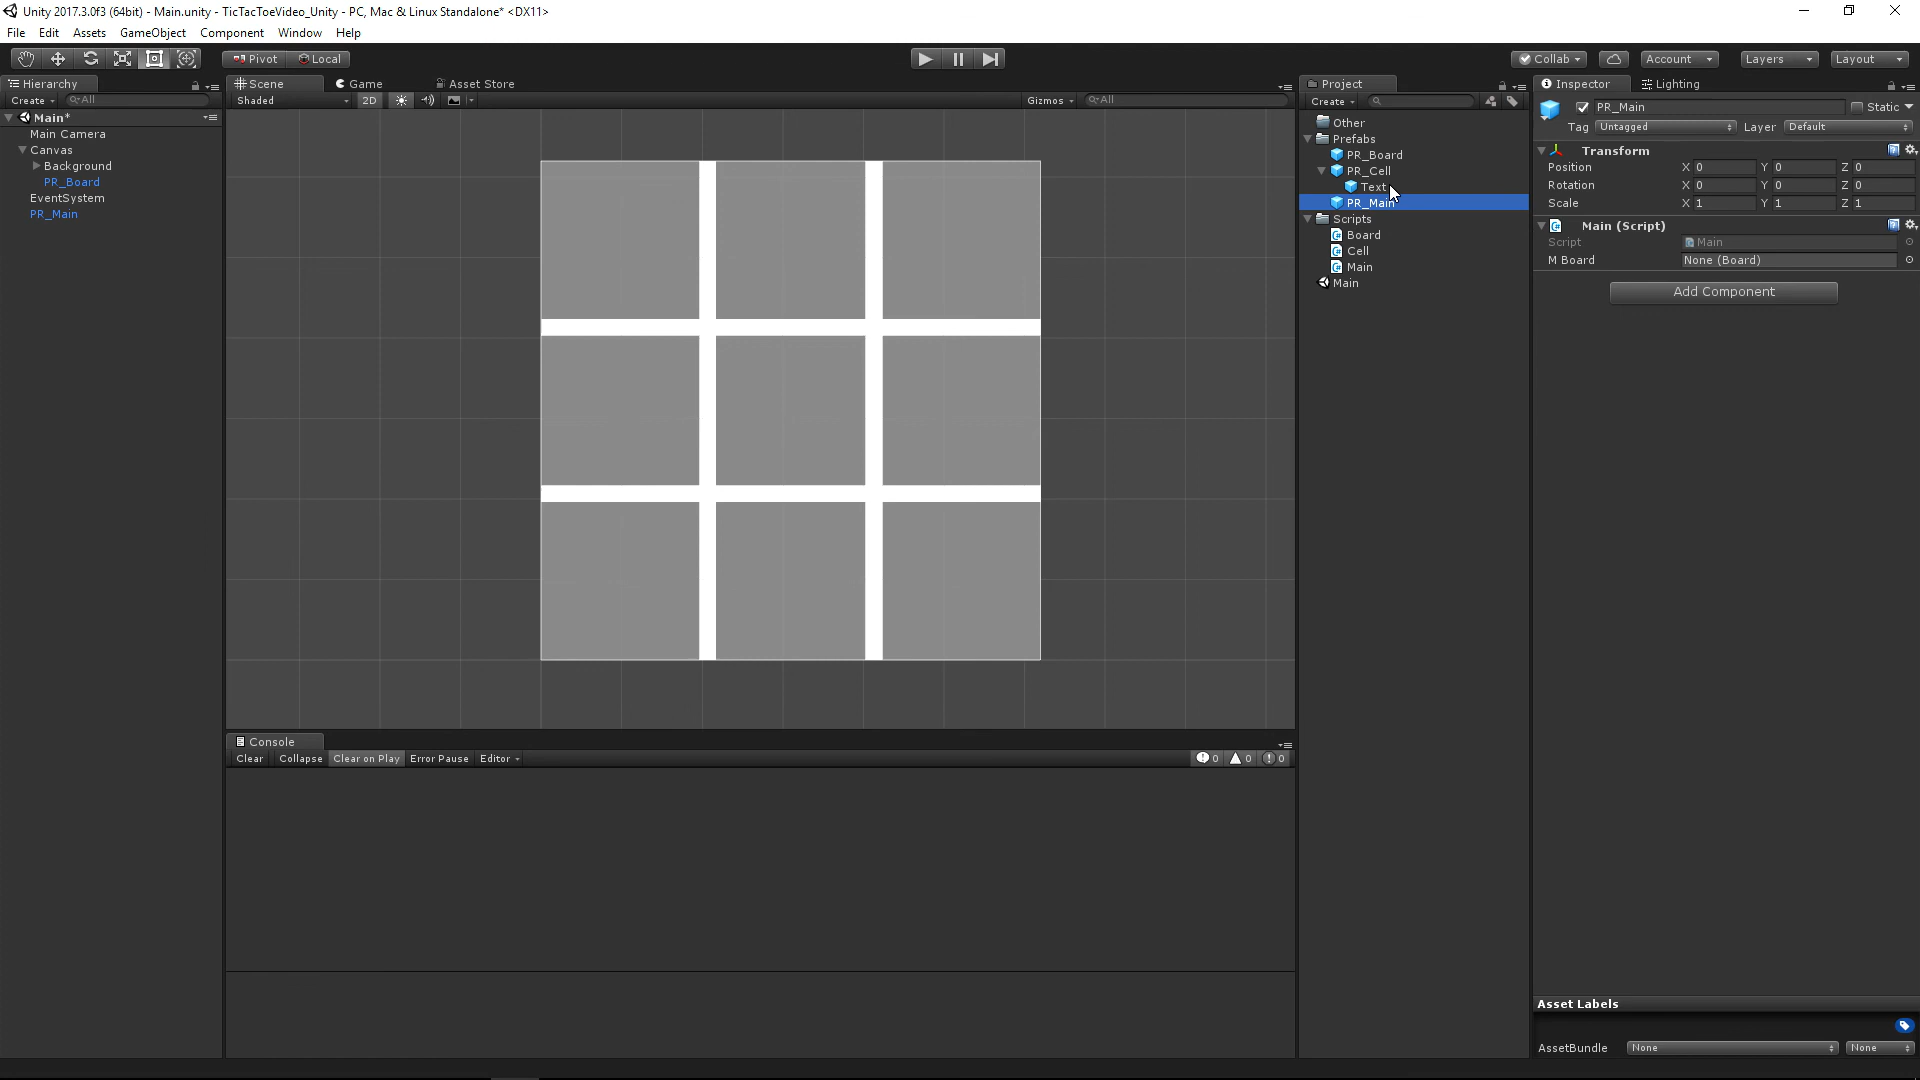 Unity 2017.3.0f3 (64bit) - Main.unity - TicTacToeVideo_Unity - PC, Mac & Linux Standalone* <DX11>
File Edit Assets GameObject Component Window Help
Pivot Local Collab Account Layers Layout
Hierarchy
Create All
Main*
Main Camera
Canvas
Background
PR_Board
EventSystem
PR_Main
Scene Game Asset Store
Shaded 2D Gizmos All
Console
Clear Collapse Clear on Play Error Pause Editor 0 0 0
Project
Create
Other
Prefabs
PR_Board
PR_Cell
Text
PR_Main
Scripts
Board
Cell
Main
Main
Inspector Lighting
PR_Main Static
Tag Untagged Layer Default
Transform
Position X 0 Y 0 Z 0
Rotation X 0 Y 0 Z 0
Scale X 1 Y 1 Z 1
Main (Script)
Script Main
M Board None (Board)
Add Component
Asset Labels
AssetBundle None None